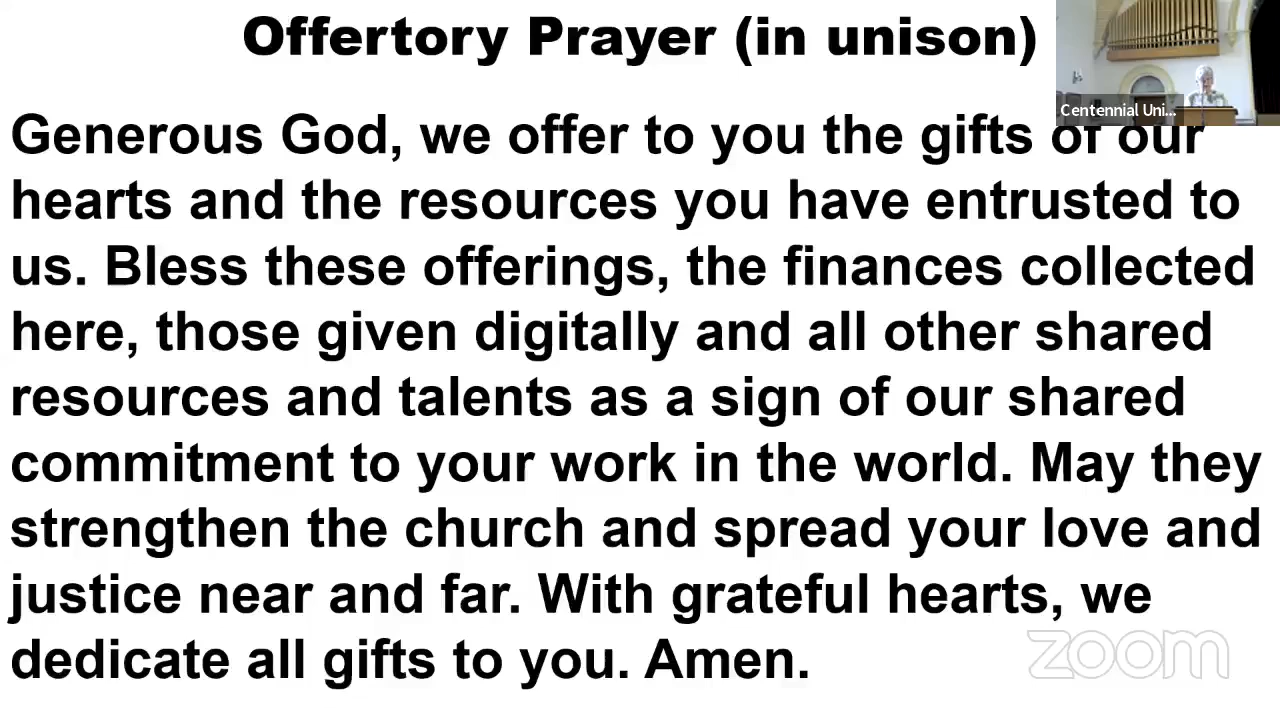 Offertory Prayer (in unison)
Centennial Uni...
Generous God, we offer to you the gifts of our
hearts and the resources you have entrusted to
us. Bless these offerings, the finances collected
here, those given digitally and all other shared
resources and talents as a sign of our shared
commitment to your work in the world. May they
strengthen the church and spread your love and
justice near and far. With grateful hearts, we
dedicate all gifts to you. Amen.
zoom